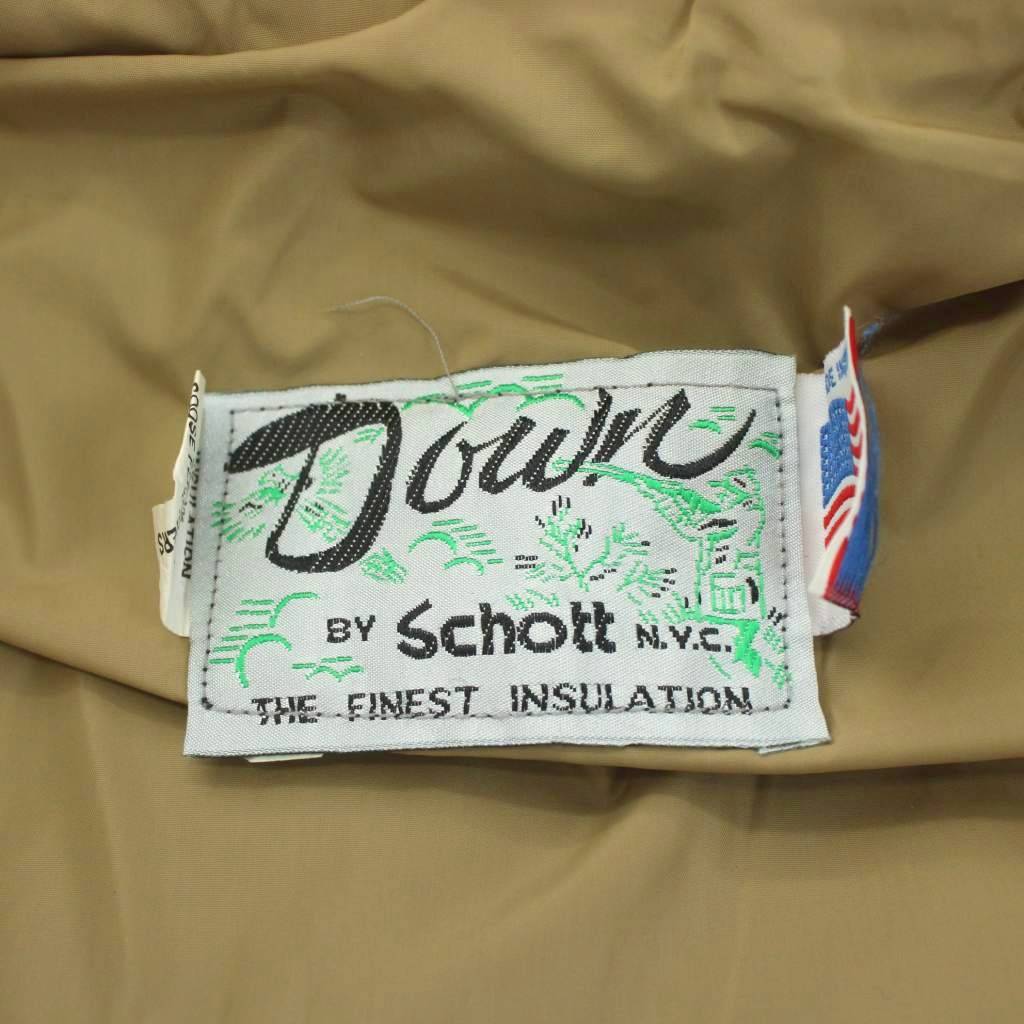 Down
BY Schott N.Y.C.
THE FINEST INSULATION